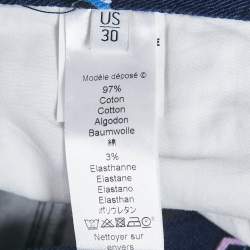 US
30
E
Modèle déposé ©
97%
Coton
Cotton
Algodon
Baumwolle
綿
3%
Elasthanne
Elastane
Elastano
Elasthan
ポリウレタン
Nettoyer sur
envers